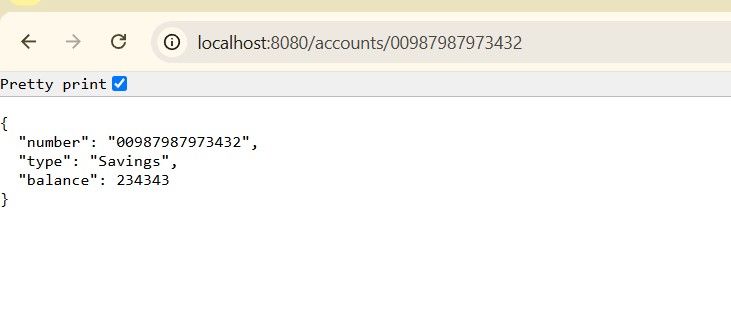 localhost:8080/accounts/00987987973432
Pretty print
{
  "number": "00987987973432",
  "type": "Savings",
  "balance": 234343
}